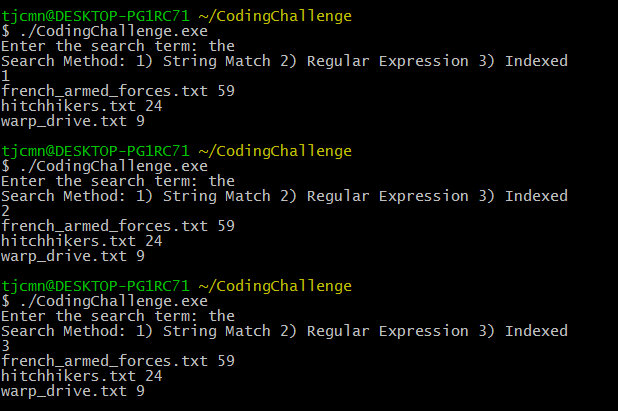 tjcmn@DESKTOP-PG1RC71 ~/CodingChallenge
$ ./CodingChallenge.exe
Enter the search term: the
Search Method: 1) String Match 2) Regular Expression 3) Indexed
1
french_armed_forces.txt 59
hitchhikers.txt 24
warp_drive.txt 9
tjcmn@DESKTOP-PG1RC71 ~/CodingChallenge
$ ./CodingChallenge.exe
Enter the search term: the
Search Method: 1) String Match 2) Regular Expression 3) Indexed
2
french_armed_forces.txt 59
hitchhikers.txt 24
warp_drive.txt 9
tjcmn@DESKTOP-PG1RC71 ~/CodingChallenge
$ ./CodingChallenge.exe
Enter the search term: the
Search Method: 1) String Match 2) Regular Expression 3) Indexed
3
french_armed_forces.txt 59
hitchhikers.txt 24
warp_drive.txt 9